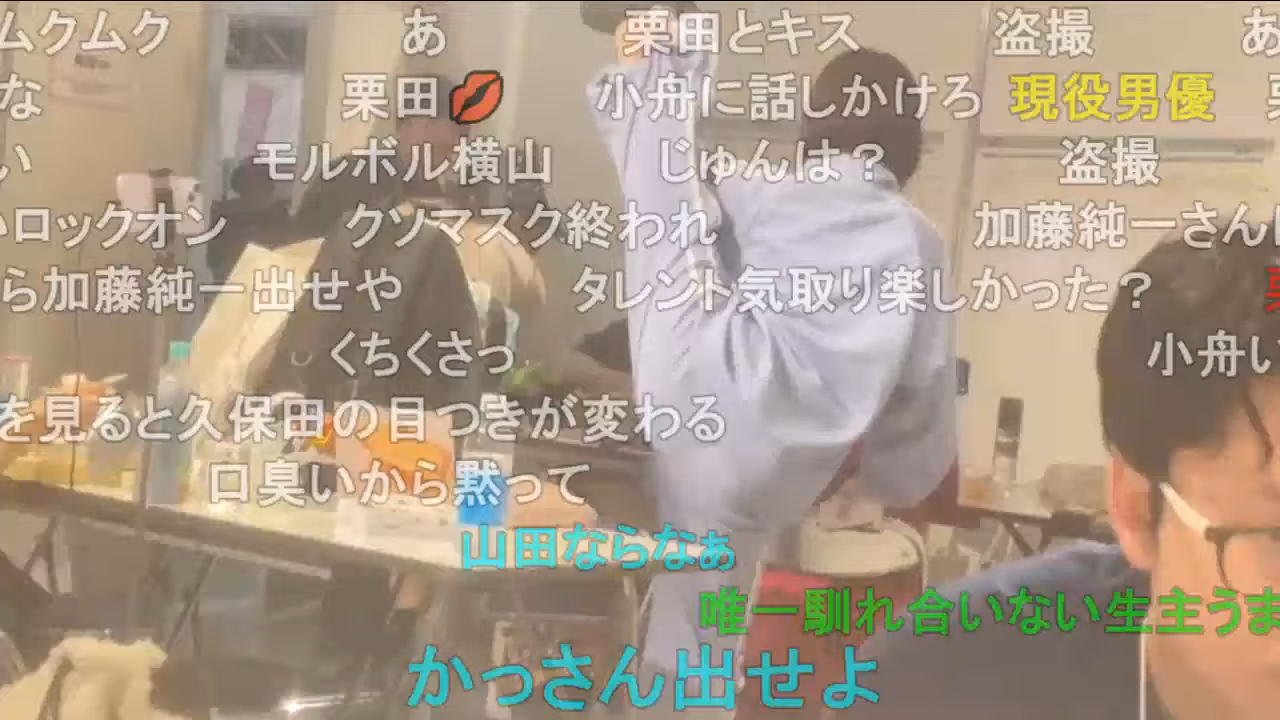 ムクムク
あ
栗田とキス
盗撮
あ
な
栗田💋
小舟に話しかけろ
現役男優
い
モルボル横山
じゅんは？
盗撮
いロックオン
クソマスク終われ
加藤純一さん
ら加藤純一出せや
タレント気取り楽しかった？
くちくさっ
小舟い
を見ると久保田の目つきが変わる
口臭いから黙って
山田ならなぁ
唯一馴れ合いない生主うま
かっさん出せよ